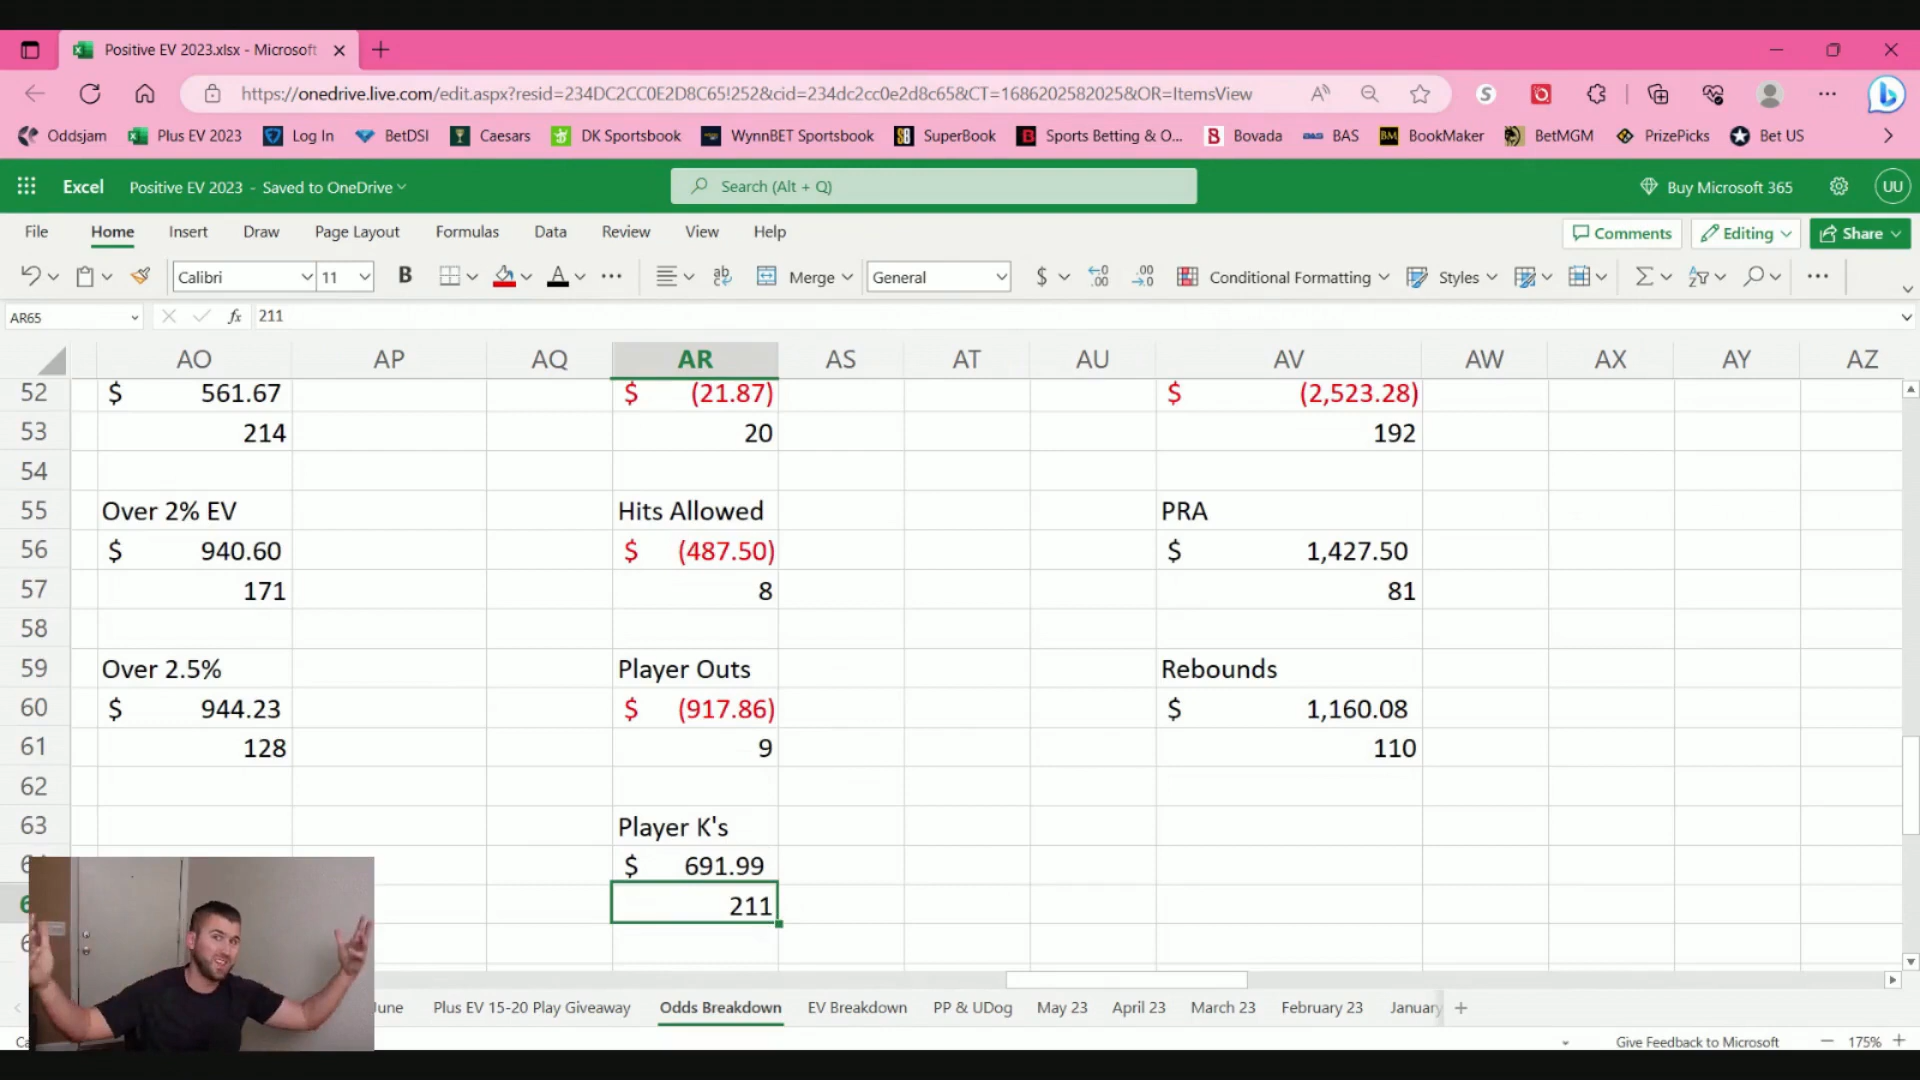 Positive EV 2023.xlsx - Microsoft
https://onedrive.live.com/edit.aspx?resid=234DC2CC0E2D8C65!252&cid=234dc2cc0e2d8c65&CT=1686202582025&OR=ItemsView
Oddsjam Plus EV 2023 Log In BetDSI Caesars DK Sportsbook WynnBET Sportsbook SuperBook Sports Betting & O... Bovada BAS BookMaker BetMGM PrizePicks Bet US
Excel Positive EV 2023 - Saved to OneDrive Search (Alt + Q) Buy Microsoft 365 UU
File Home Insert Draw Page Layout Formulas Data Review View Help Comments Editing Share
Calibri 11 B A ab Merge General $ .00 .00 Conditional Formatting Styles
AR65 fx 211
AO AP AQ AR AS AT AU AV AW AX AY AZ
52 $ 561.67 $ (21.87) $ (2,523.28)
53 214 20 192
54
55 Over 2% EV Hits Allowed PRA
56 $ 940.60 $ (487.50) $ 1,427.50
57 171 8 81
58
59 Over 2.5% Player Outs Rebounds
60 $ 944.23 $ (917.86) $ 1,160.08
61 128 9 110
62
63 Player K's
$ 691.99
211
une Plus EV 15-20 Play Giveaway Odds Breakdown EV Breakdown PP & UDog May 23 April 23 March 23 February 23 January
Give Feedback to Microsoft 175%